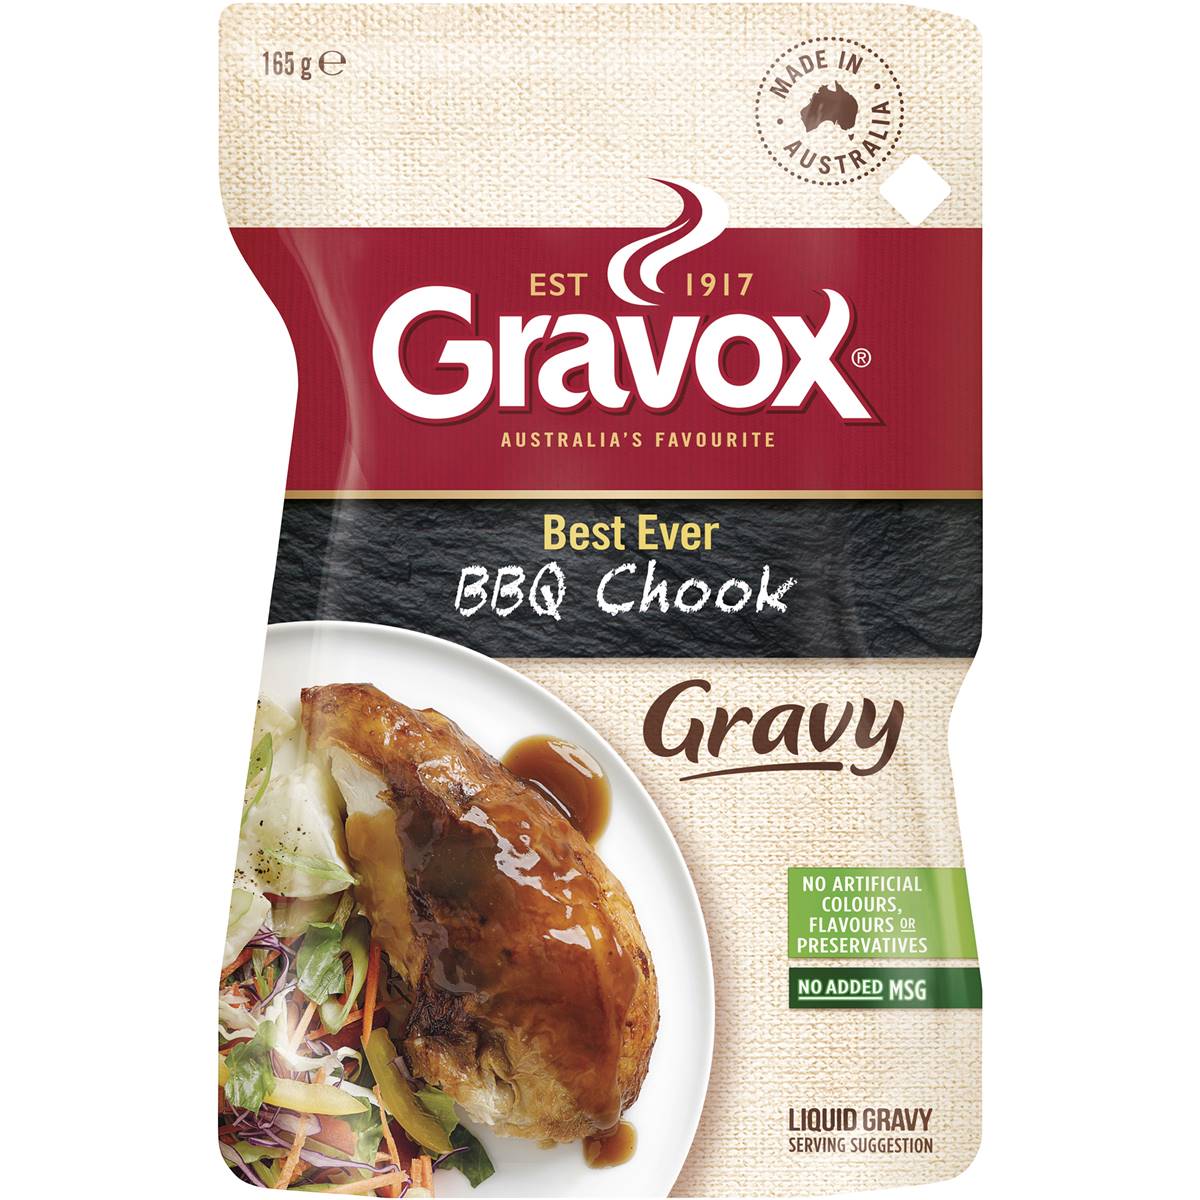 165 g ℮
MADE IN
AUSTRALIA
EST 1917
Gravox®
AUSTRALIA'S FAVOURITE
Best Ever
BBQ Chook
Gravy
NO ARTIFICIAL
COLOURS,
FLAVOURS OR
PRESERVATIVES
NO ADDED MSG
LIQUID GRAVY
SERVING SUGGESTION